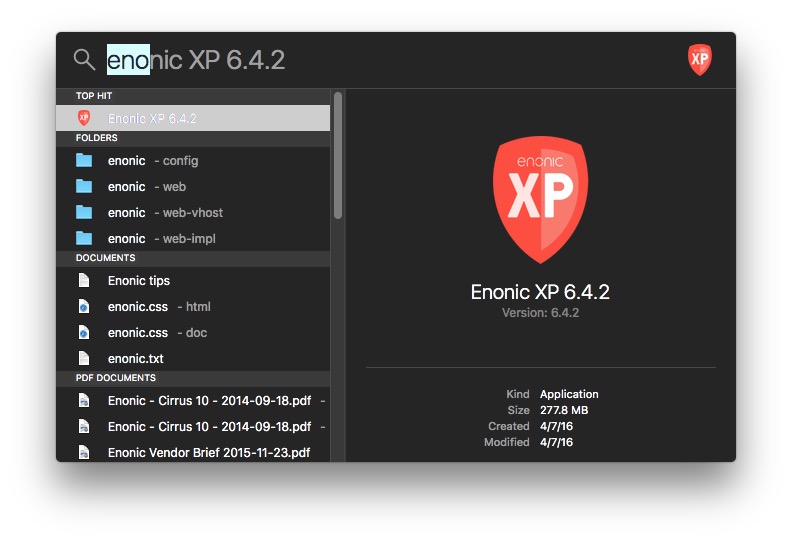 enonic XP 6.4.2
XP
TOP HIT
XP Enonic XP 6.4.2
FOLDERS
enonic - config
enonic - web
enonic - web-vhost
enonic - web-impl
DOCUMENTS
Enonic tips
enonic.css - html
enonic.css - doc
enonic.txt
PDF DOCUMENTS
Enonic - Cirrus 10 - 2014-09-18.pdf -
Enonic - Cirrus 10 - 2014-09-18.pdf -
Enonic Vendor Brief 2015-11-23.pdf
enonic
XP
Enonic XP 6.4.2
Version: 6.4.2
Kind Application
Size 277.8 MB
Created 4/7/16
Modified 4/7/16